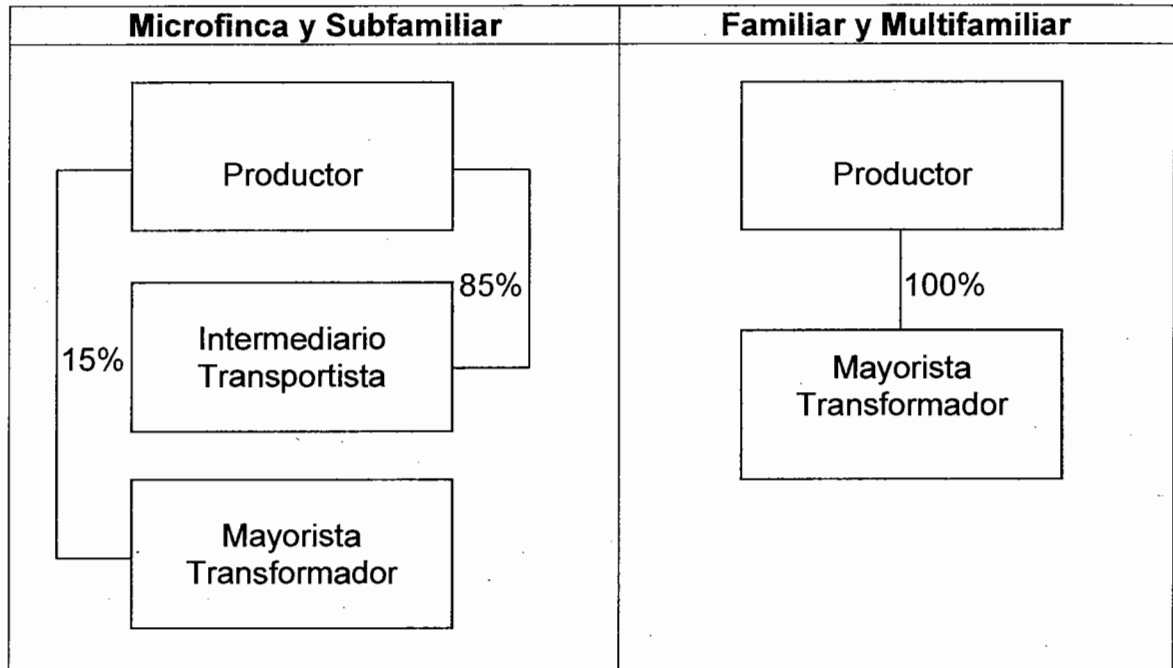 Microfinca y Subfamiliar
Familiar y Multifamiliar
Productor
85%
Intermediario
Transportista
15%
Mayorista
Transformador
Productor
100%
Mayorista
Transformador